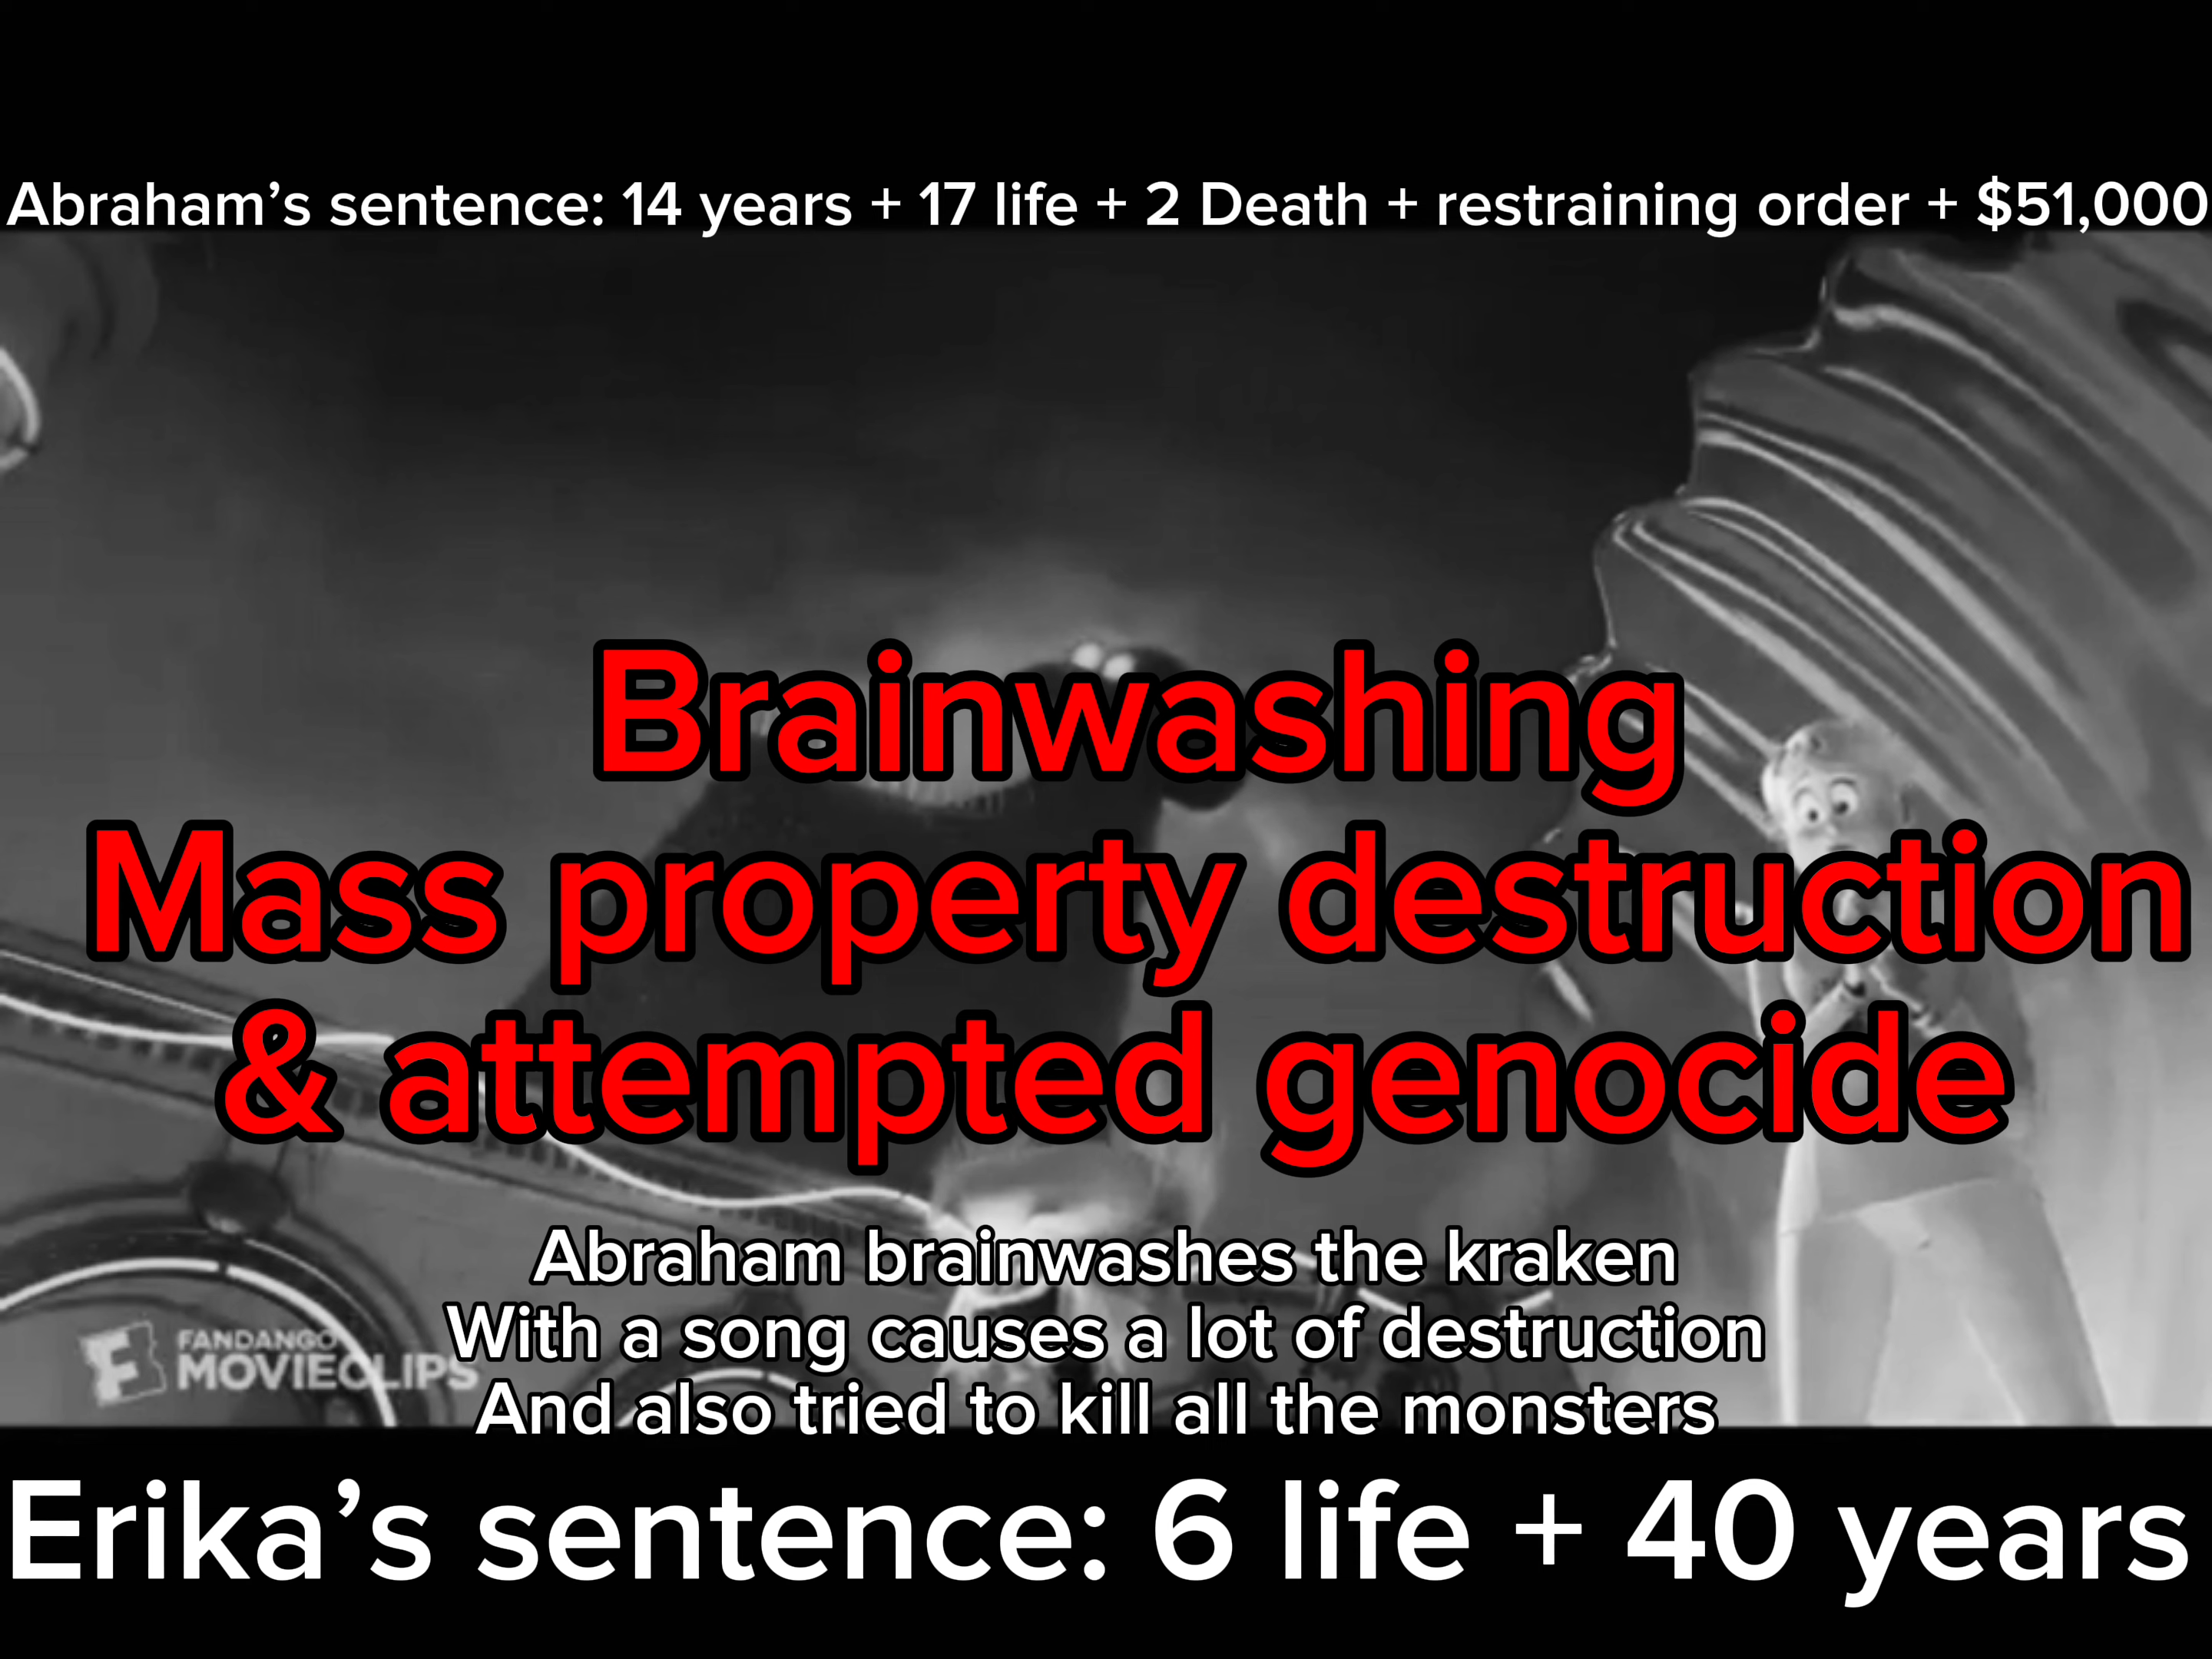 Abraham’s sentence: 14 years + 17 life + 2 Death + restraining order + $51,000
Brainwashing
Mass property destruction
& attempted genocide
Abraham brainwashes the kraken
With a song causes a lot of destruction
And also tried to kill all the monsters
FANDANGO
MOVIECLIPS
Erika’s sentence: 6 life + 40 years